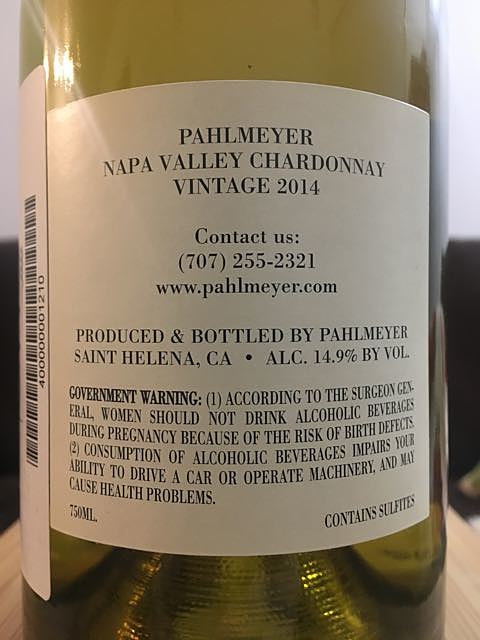 PAHLMEYER
NAPA VALLEY CHARDONNAY
VINTAGE 2014
Contact us:
(707) 255-2321
www.pahlmeyer.com
PRODUCED & BOTTLED BY PAHLMEYER
SAINT HELENA, CA • ALC. 14.9% BY VOL.
GOVERNMENT WARNING: (1) ACCORDING TO THE SURGEON GEN-
ERAL, WOMEN SHOULD NOT DRINK ALCOHOLIC BEVERAGES
DURING PREGNANCY BECAUSE OF THE RISK OF BIRTH DEFECTS.
(2) CONSUMPTION OF ALCOHOLIC BEVERAGES IMPAIRS YOUR
ABILITY TO DRIVE A CAR OR OPERATE MACHINERY, AND MAY
CAUSE HEALTH PROBLEMS.
750ML.
CONTAINS SULFITES
400000001210